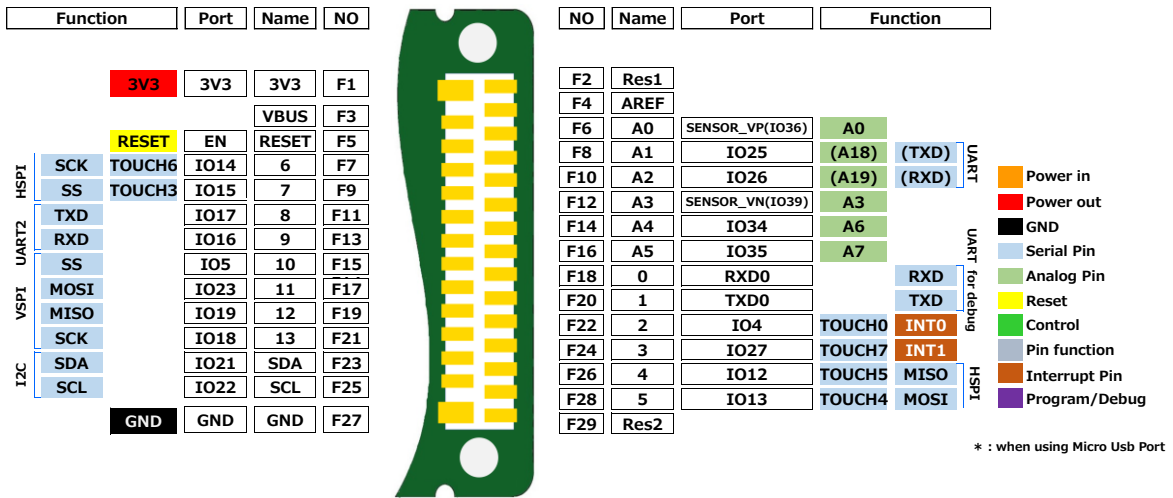 Function Port Name NO
3V3 3V3 3V3 F1
VBUS F3
RESET EN RESET F5
HSPI
SCK TOUCH6 IO14 6 F7
SS TOUCH3 IO15 7 F9
UART2
TXD IO17 8 F11
RXD IO16 9 F13
VSPI
SS IO5 10 F15
MOSI IO23 11 F17
MISO IO19 12 F19
SCK IO18 13 F21
I2C
SDA IO21 SDA F23
SCL IO22 SCL F25
GND GND GND F27
NO Name Port Function
F2 Res1
F4 AREF
F6 A0 SENSOR_VP(IO36) A0
F8 A1 IO25 (A18) (TXD)
F10 A2 IO26 (A19) (RXD)
UART
F12 A3 SENSOR_VN(IO39) A3
F14 A4 IO34 A6
F16 A5 IO35 A7
F18 0 RXD0 RXD
F20 1 TXD0 TXD
UART for debug
F22 2 IO4 TOUCH0 INT0
F24 3 IO27 TOUCH7 INT1
F26 4 IO12 TOUCH5 MISO
F28 5 IO13 TOUCH4 MOSI
HSPI
F29 Res2
Power in
Power out
GND
Serial Pin
Analog Pin
Reset
Control
Pin function
Interrupt Pin
Program/Debug
* : when using Micro Usb Port